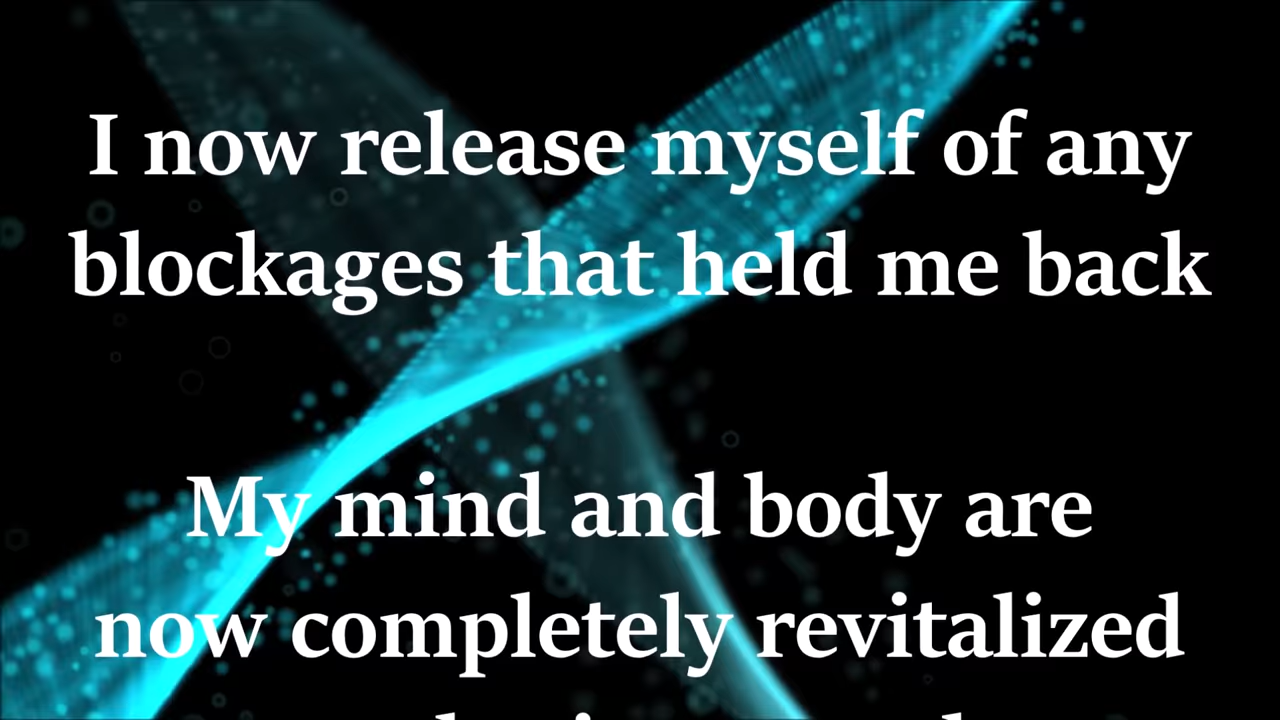 I now release myself of any
blockages that held me back
My mind and body are
now completely revitalized